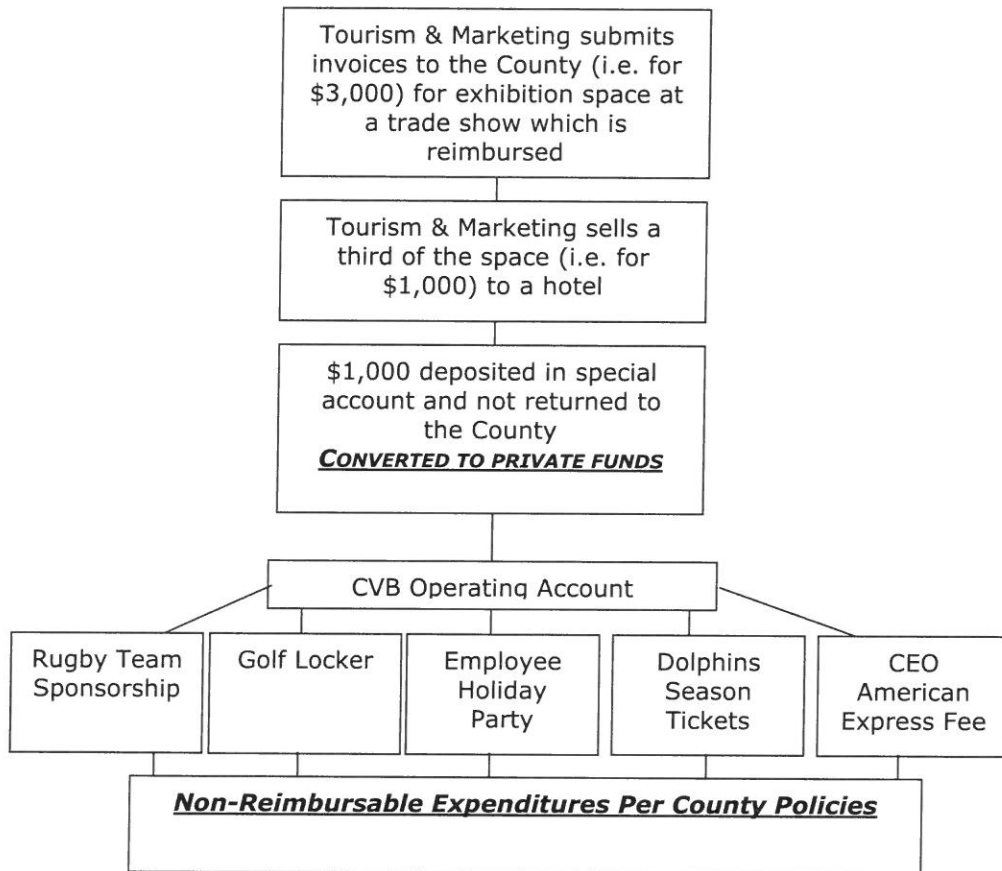 Tourism & Marketing submits
invoices to the County (i.e. for
$3,000) for exhibition space at
a trade show which is
reimbursed
Tourism & Marketing sells a
third of the space (i.e. for
$1,000) to a hotel
$1,000 deposited in special
account and not returned to
the County
CONVERTED TO PRIVATE FUNDS
CVB Operating Account
Rugby Team
Sponsorship
Golf Locker
Employee
Holiday
Party
Dolphins
Season
Tickets
CEO
American
Express Fee
Non-Reimbursable Expenditures Per County Policies